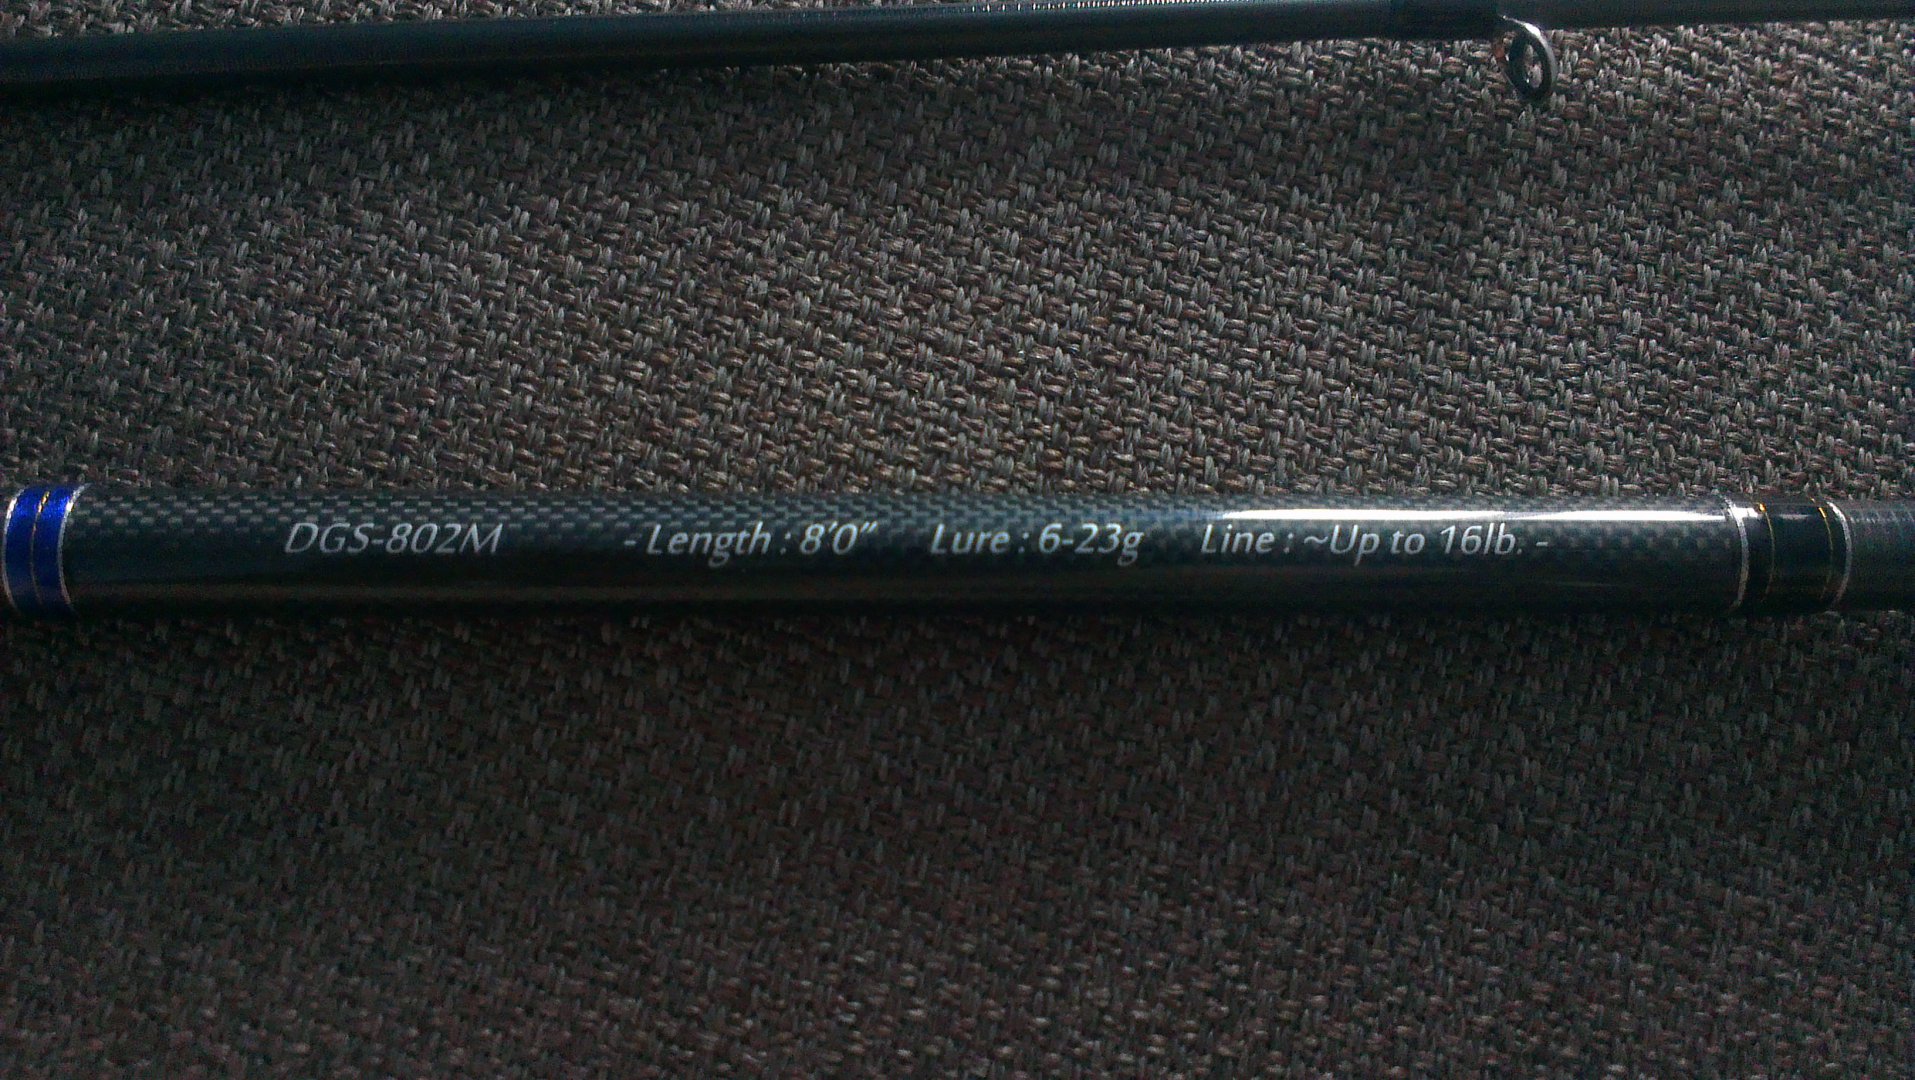 DGS-802M - Length : 8'0" Lure : 6-23g Line : ~Up to 16lb. -